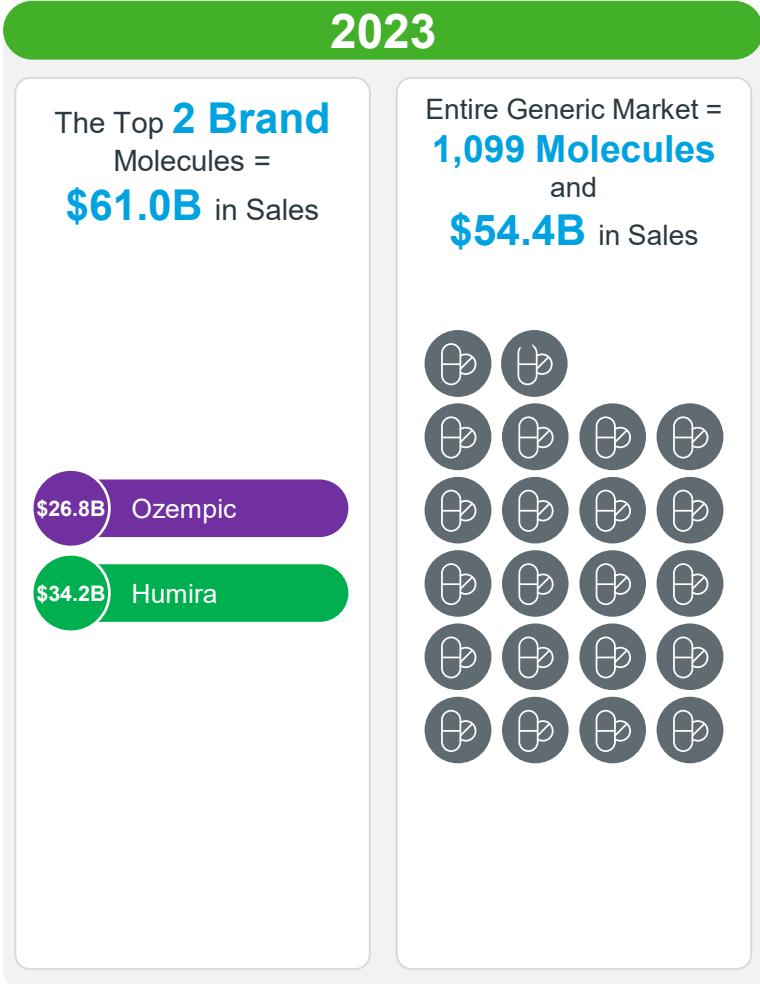 2023
The Top 2 Brand
Molecules =
$61.0B in Sales
$26.8B Ozempic
$34.2B Humira
Entire Generic Market =
1,099 Molecules
and
$54.4B in Sales